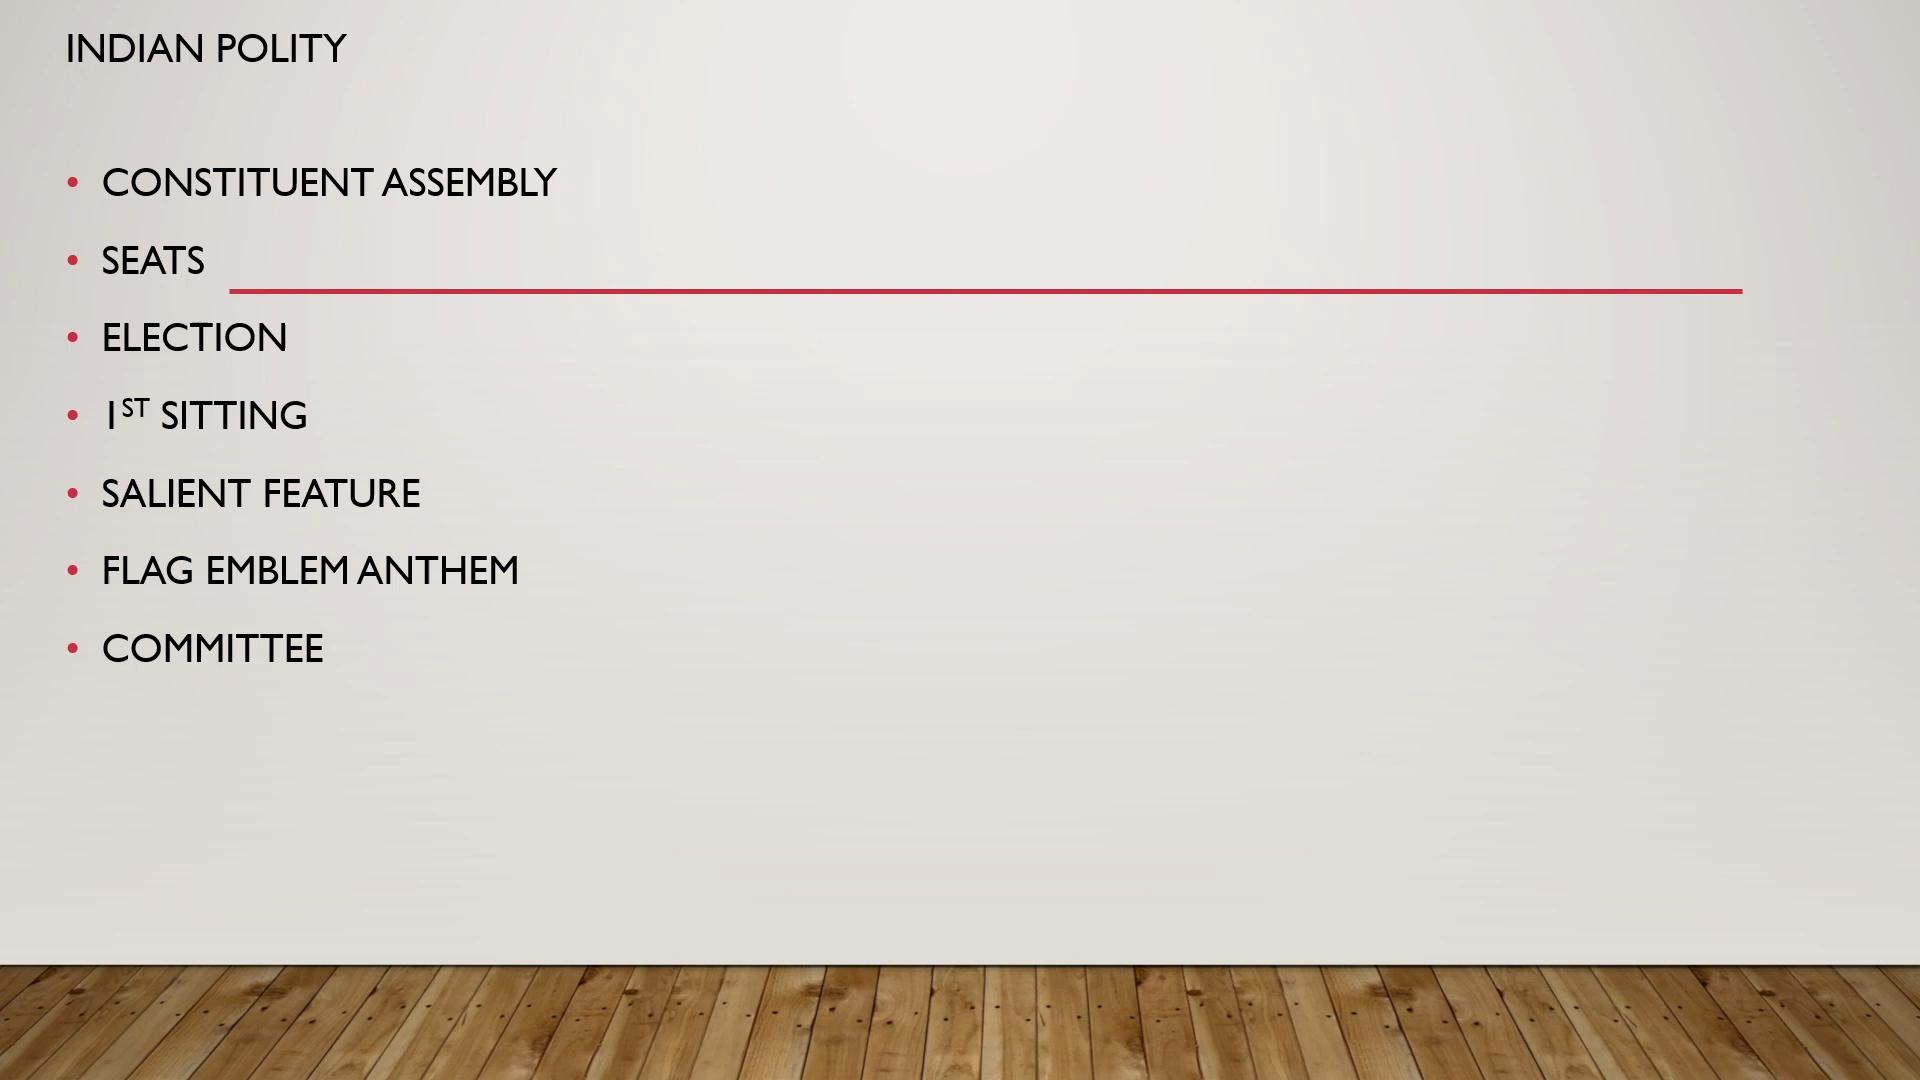 INDIAN POLITY
• CONSTITUENT ASSEMBLY
• SEATS
• ELECTION
• 1ST SITTING
• SALIENT FEATURE
• FLAG EMBLEM ANTHEM
• COMMITTEE